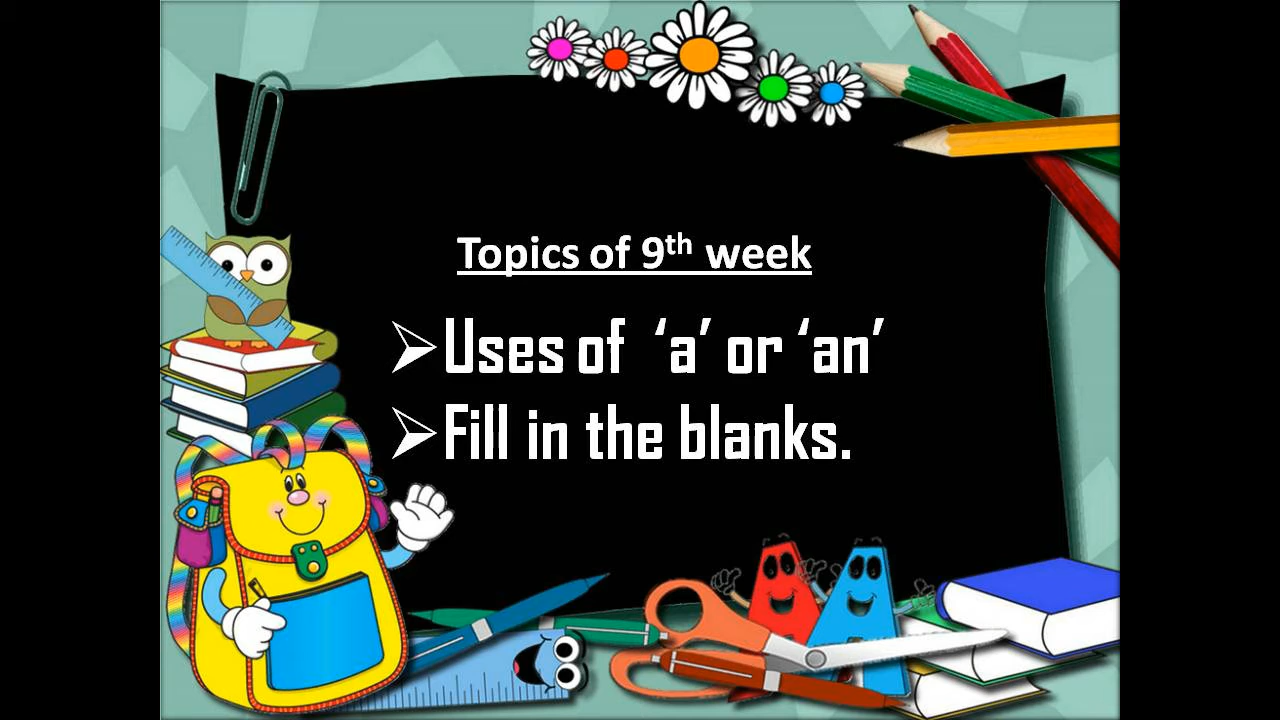 Topics of 9th week
➢Uses of ‘a’ or ‘an’
➢Fill in the blanks.